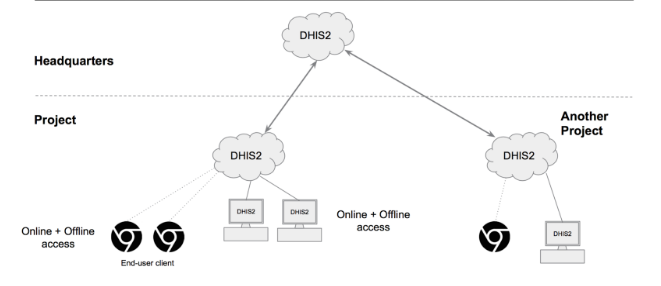 DHIS2
Headquarters
Project
Another
Project
DHIS2
DHIS2
DHIS2
DHIS2
Online + Offline
access
Online + Offline
access
End-user client
DHIS2